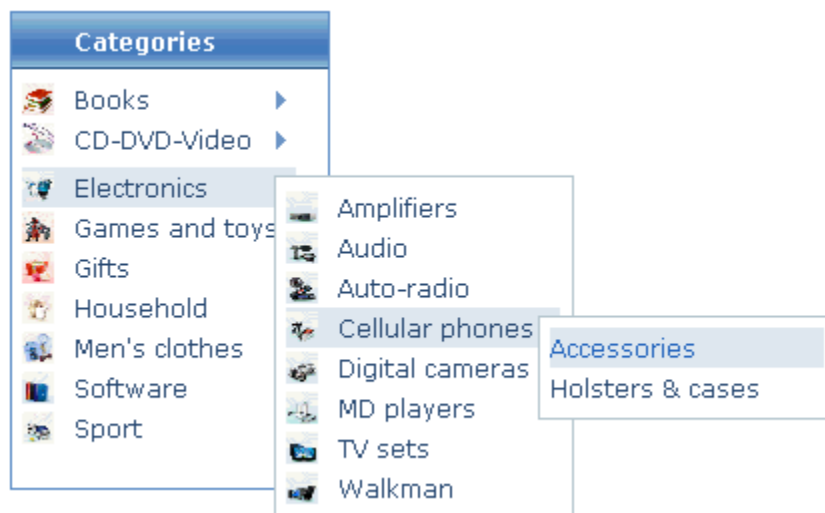 Categories
Books
CD-DVD-Video
Electronics
Games and toys
Gifts
Household
Men's clothes
Software
Sport
Amplifiers
Audio
Auto-radio
Cellular phones
Digital cameras
MD players
TV sets
Walkman
Accessories
Holsters & cases